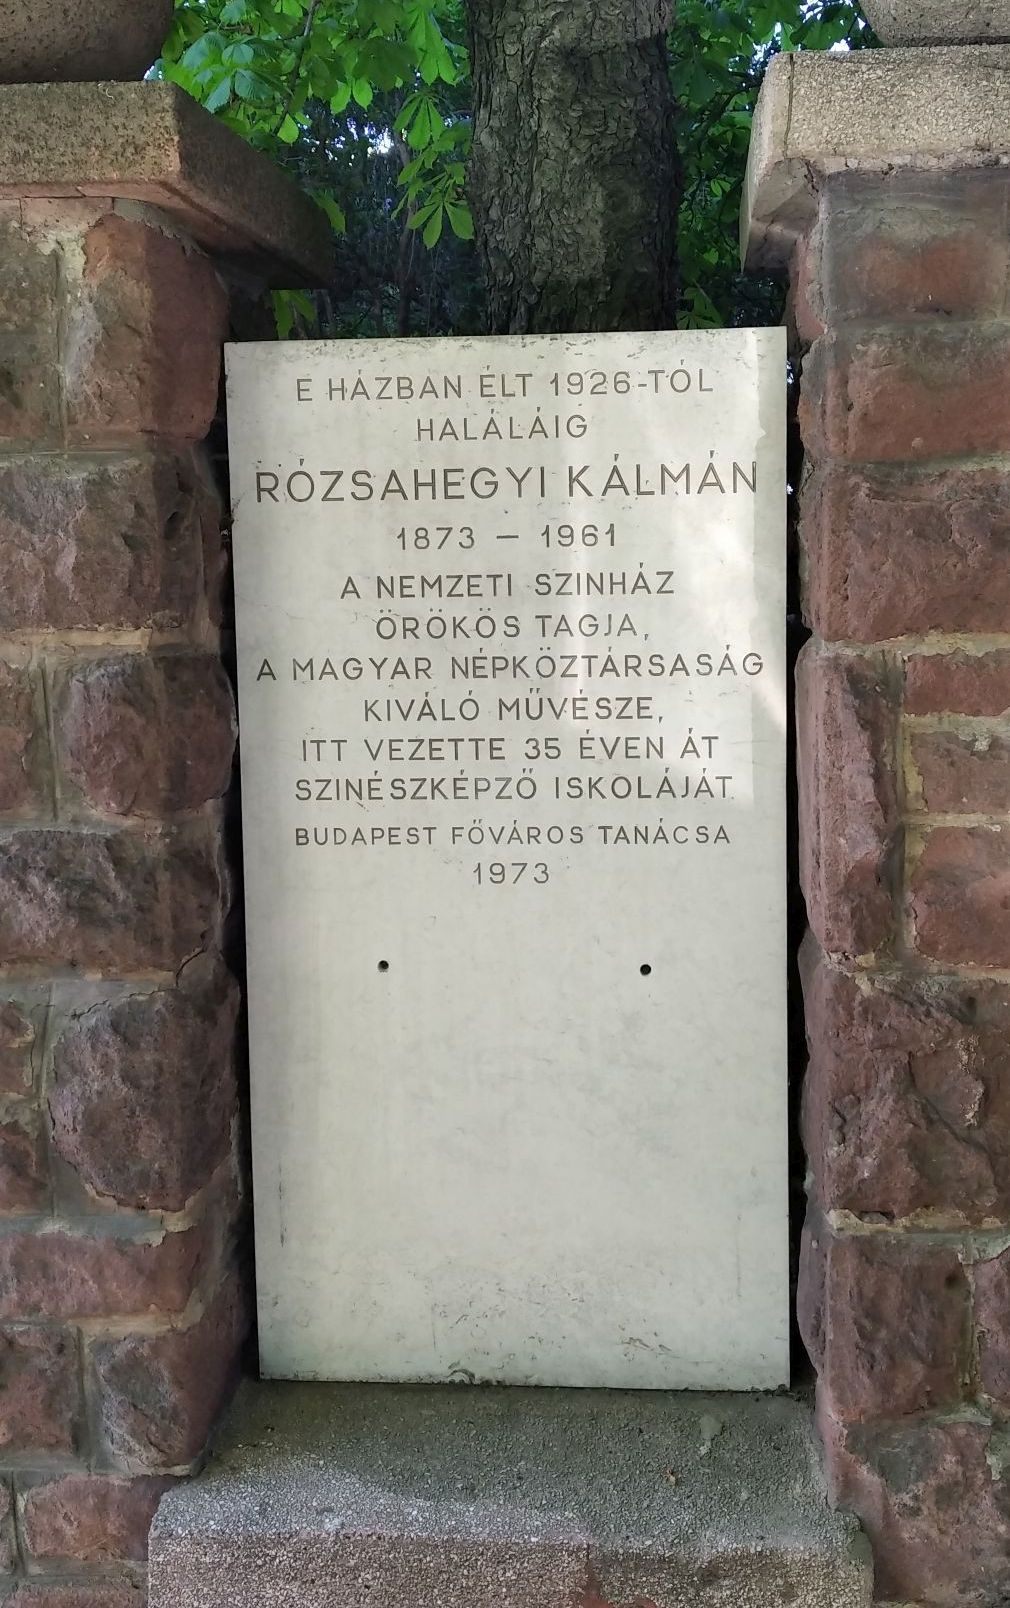 E HÁZBAN ÉLT 1926-TÓL
HALÁLÁIG
RÓZSAHEGYI KÁLMÁN
1873 – 1961
A NEMZETI SZINHÁZ
ÖRÖKÖS TAGJA,
A MAGYAR NÉPKÖZTÁRSASÁG
KIVÁLÓ MŰVÉSZE,
ITT VEZETTE 35 ÉVEN ÁT
SZINÉSZKÉPZŐ ISKOLÁJÁT.
BUDAPEST FŐVÁROS TANÁCSA
1973